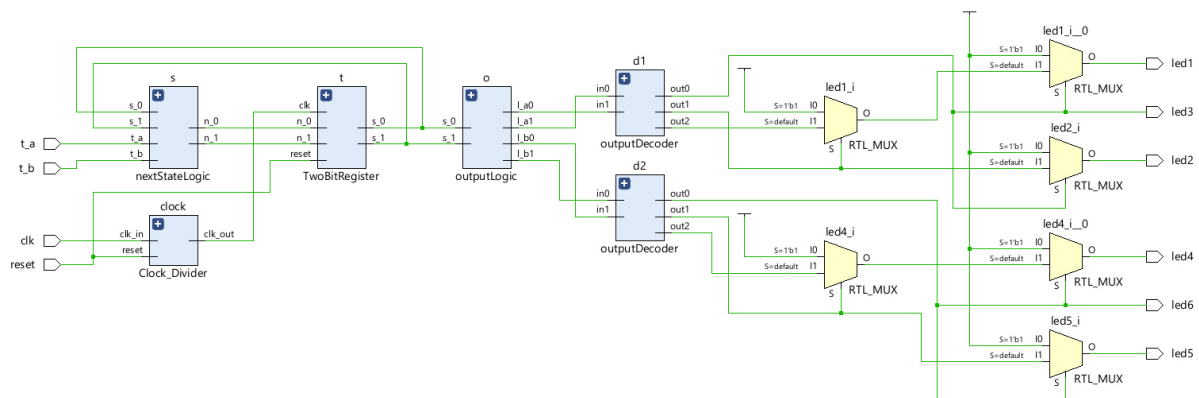 s
s_0
s_1
t_a
t_b
n_0
n_1
nextStateLogic
t_a
t_b
clk
reset
clock
clk_in
reset
clk_out
Clock_Divider
t
clk
n_0
n_1
reset
s_0
s_1
TwoBitRegister
o
s_0
s_1
l_a0
l_a1
l_b0
l_b1
outputLogic
d1
in0
in1
out0
out1
out2
outputDecoder
d2
in0
in1
out0
out1
out2
outputDecoder
led1_i
S=1'b1 I0
S=default I1
O
S
RTL_MUX
led4_i
S=1'b1 I0
S=default I1
O
S
RTL_MUX
led1_i__0
S=1'b1 I0
S=default I1
O
S
RTL_MUX
led1
led3
led2_i
S=1'b1 I0
S=default I1
O
S
RTL_MUX
led2
led4_i__0
S=1'b1 I0
S=default I1
O
S
RTL_MUX
led4
led6
led5_i
S=1'b1 I0
S=default I1
O
S
RTL_MUX
led5